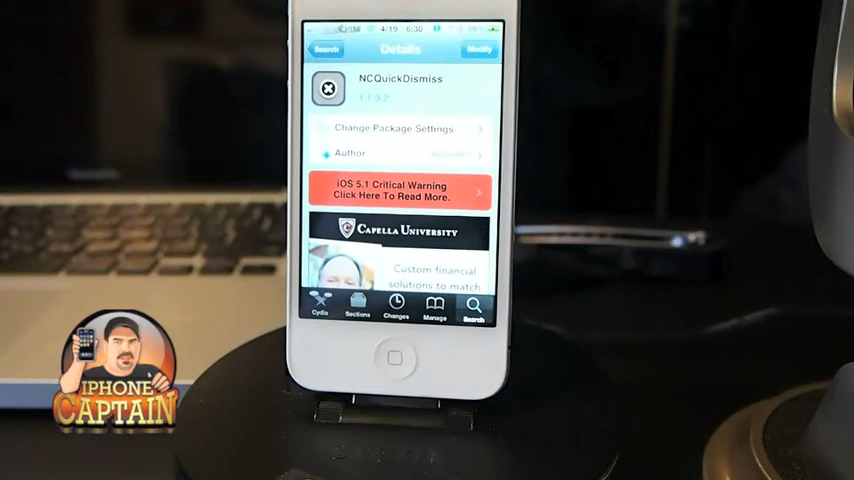 4/19 6:30
Search
Details
Modify
NCQuickDismiss
1.1.3-2
Change Package Settings
Author
iOS 5.1 Critical Warning
Click Here To Read More.
CAPELLA UNIVERSITY
Custom financial
solutions to match
Cydia
Sections
Changes
Manage
Search
IPHONE
CAPTAIN